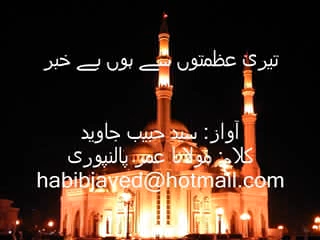 تیری عظمتوں سے ہوں بے خبر
آواز: سید حبیب جاوید
کلام: مولانا عمر پالنپوری
habibjaved@hotmail.com